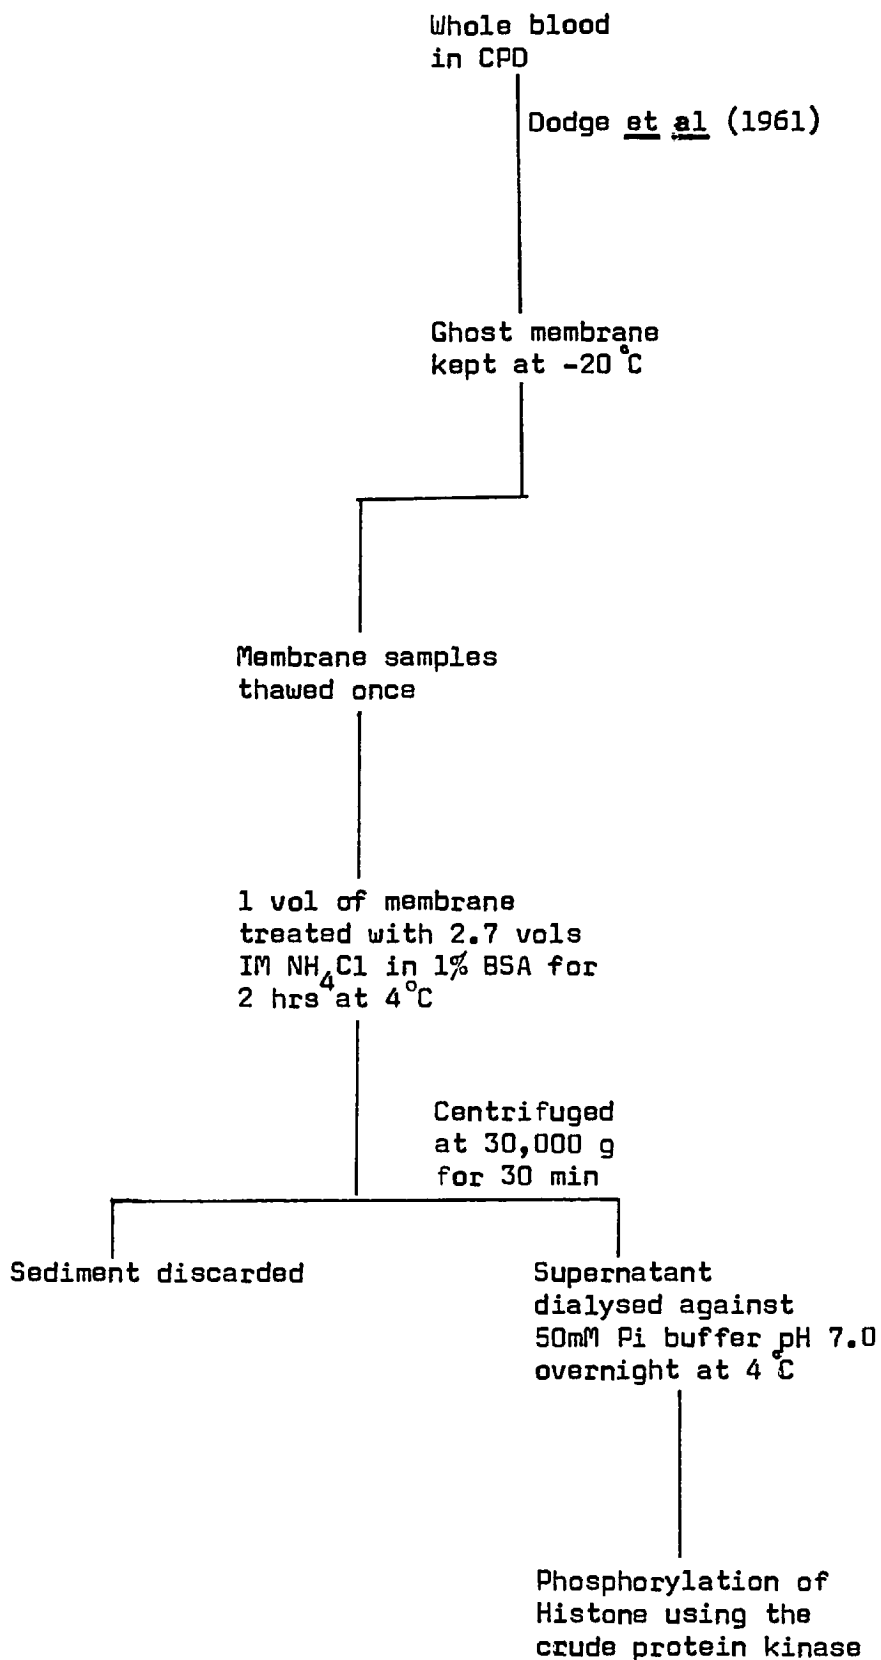 Whole blood
in CPD
Dodge et al (1961)
Ghost membrane
kept at -20°C
Membrane samples
thawed once
1 vol of membrane
treated with 2.7 vols
IM NH4Cl in 1% BSA for
2 hrs at 4°C
Centrifuged
at 30,000 g
for 30 min
Sediment discarded
Supernatant
dialysed against
50mM Pi buffer pH 7.0
overnight at 4°C
Phosphorylation of
Histone using the
crude protein kinase